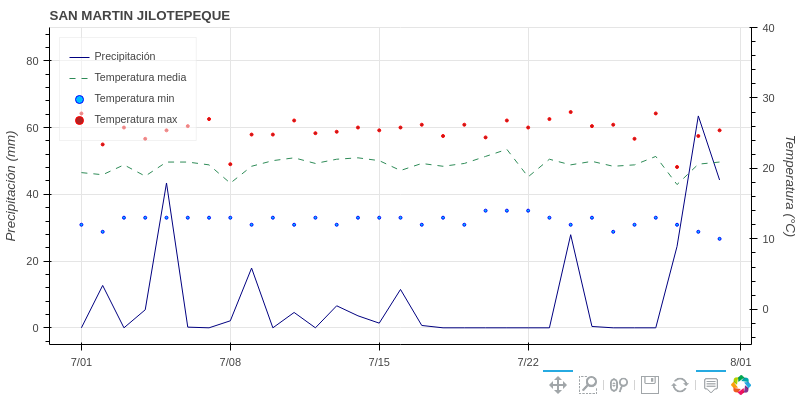 SAN MARTIN JILOTEPEQUE
Precipitación
Temperatura media
Temperatura min
Temperatura max
Precipitación (mm)
80
60
40
20
0
Temperatura (°C)
40
30
20
10
0
7/01
7/08
7/15
7/22
8/01